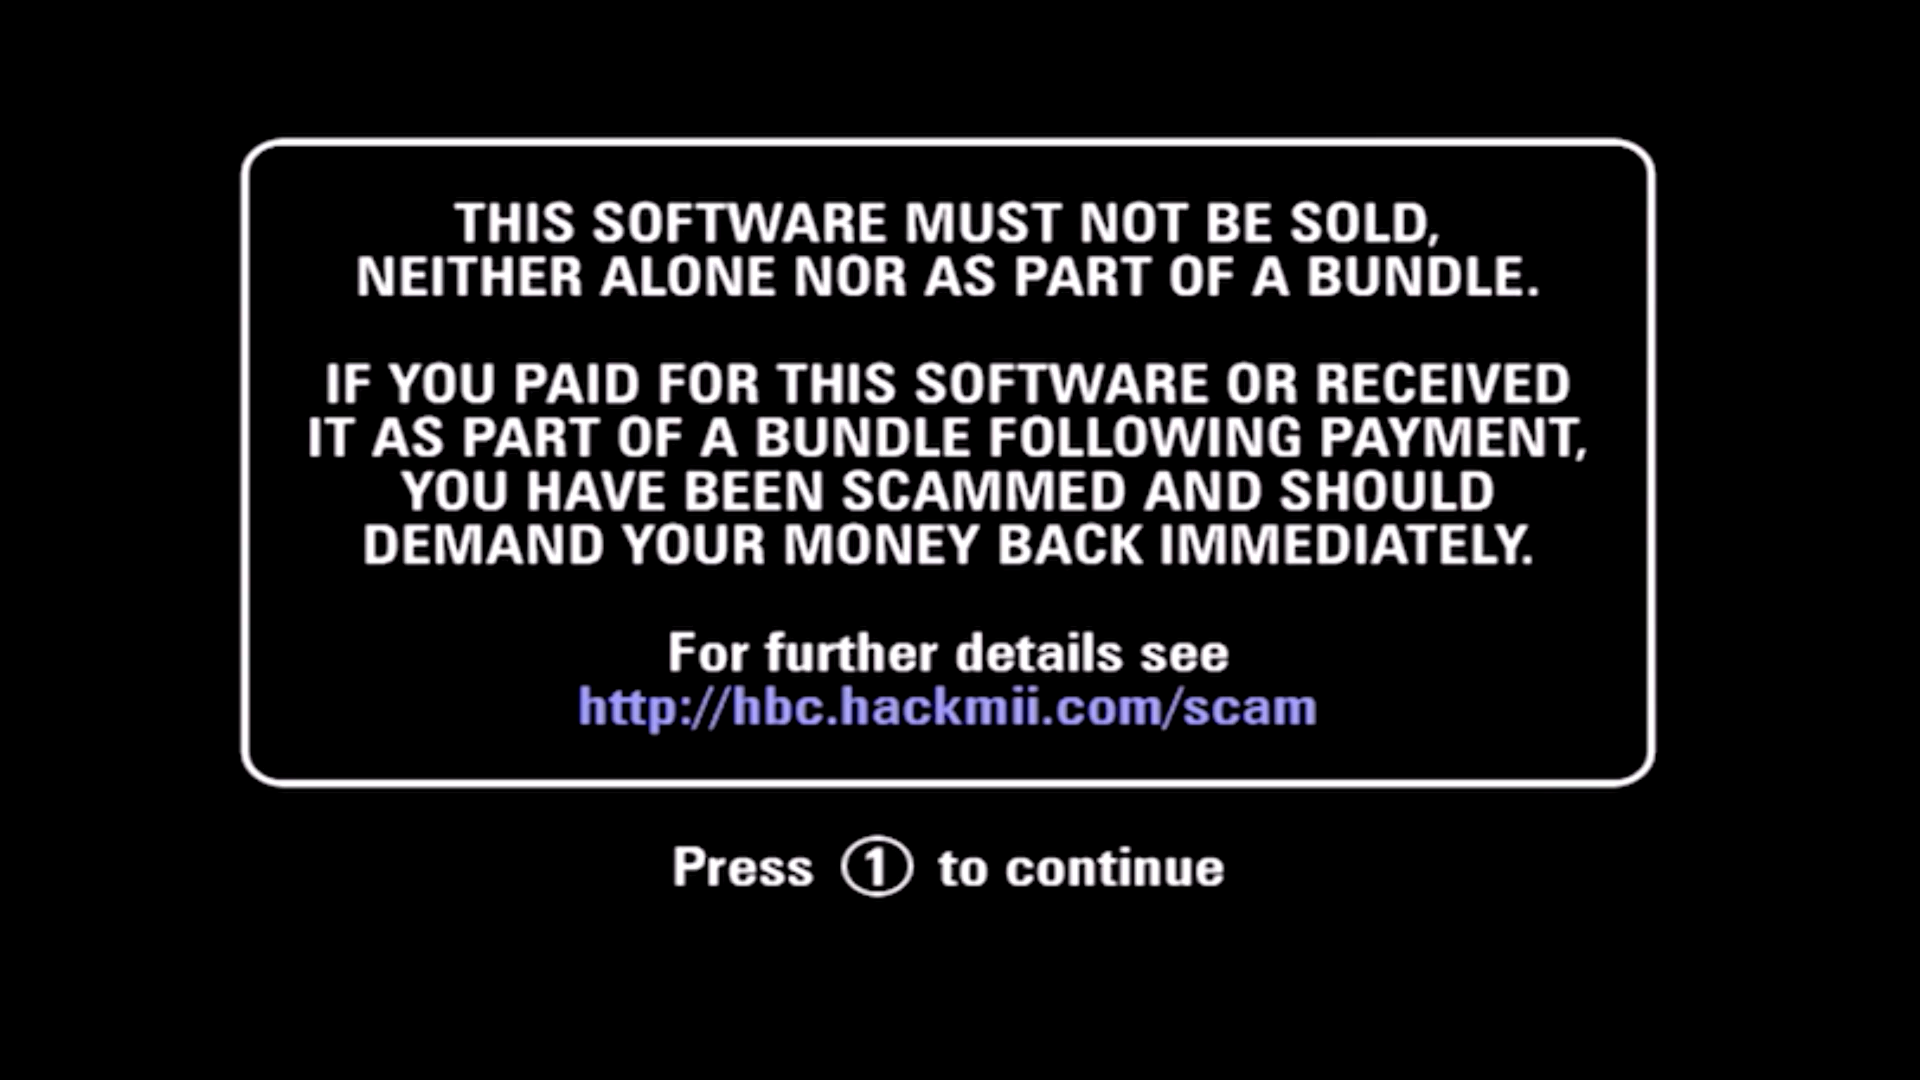 THIS SOFTWARE MUST NOT BE SOLD,
NEITHER ALONE NOR AS PART OF A BUNDLE.
IF YOU PAID FOR THIS SOFTWARE OR RECEIVED
IT AS PART OF A BUNDLE FOLLOWING PAYMENT,
YOU HAVE BEEN SCAMMED AND SHOULD
DEMAND YOUR MONEY BACK IMMEDIATELY.
For further details see
http://hbc.hackmii.com/scam
Press 1 to continue